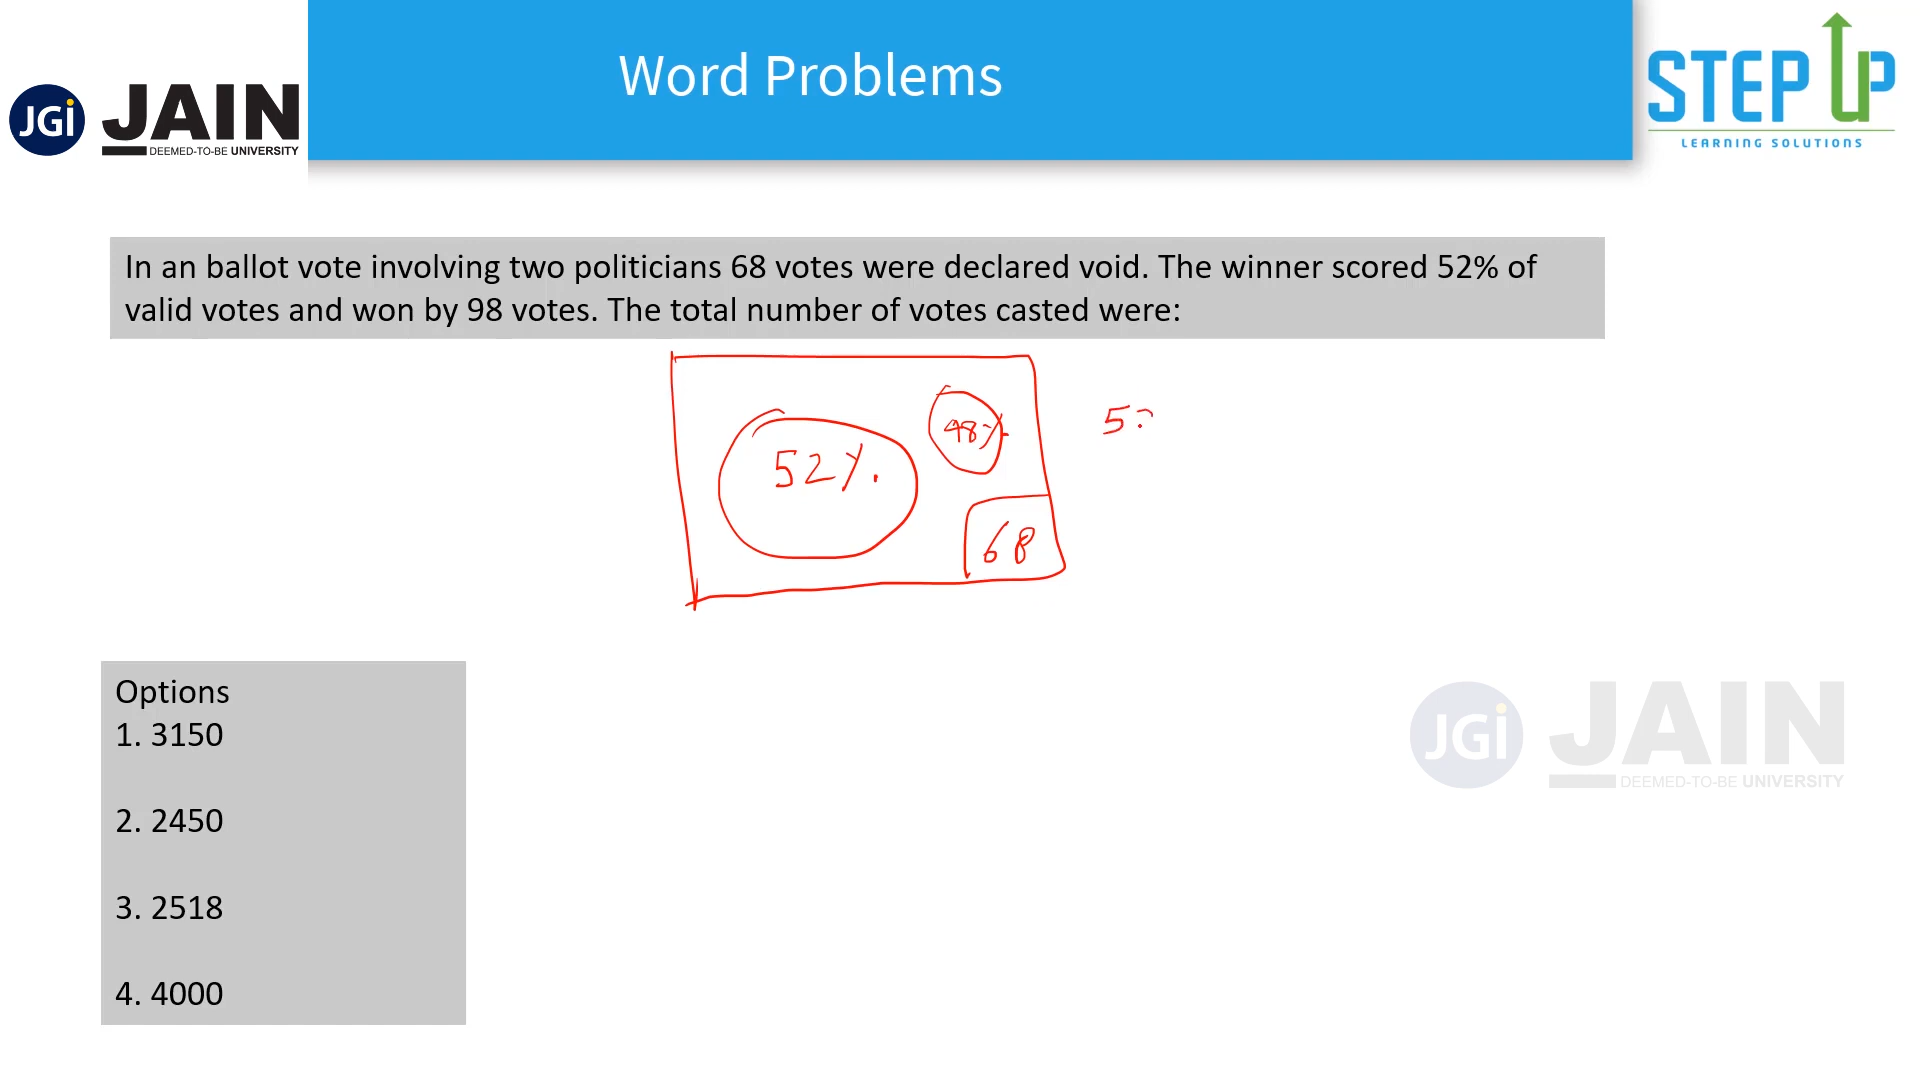 Word Problems
JGi JAIN
DEEMED-TO-BE UNIVERSITY
STEP UP
LEARNING SOLUTIONS
In an ballot vote involving two politicians 68 votes were declared void. The winner scored 52% of
valid votes and won by 98 votes. The total number of votes casted were:
52%.
48%.
68
5
Options
1. 3150
2. 2450
3. 2518
4. 4000
JGi JAIN
DEEMED-TO-BE UNIVERSITY